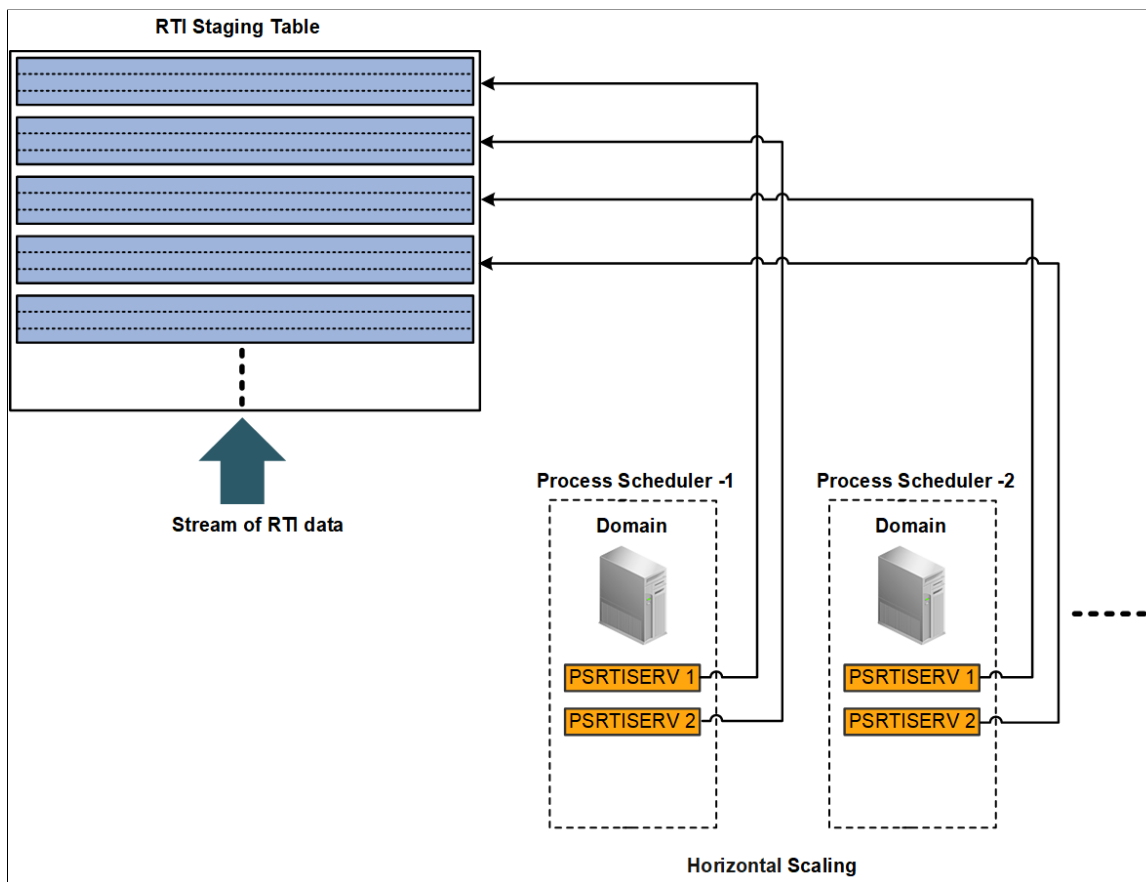 RTI Staging Table
Stream of RTI data
Process Scheduler -1
Process Scheduler -2
Domain
Domain
PSRTISERV 1
PSRTISERV 1
PSRTISERV 2
PSRTISERV 2
Horizontal Scaling